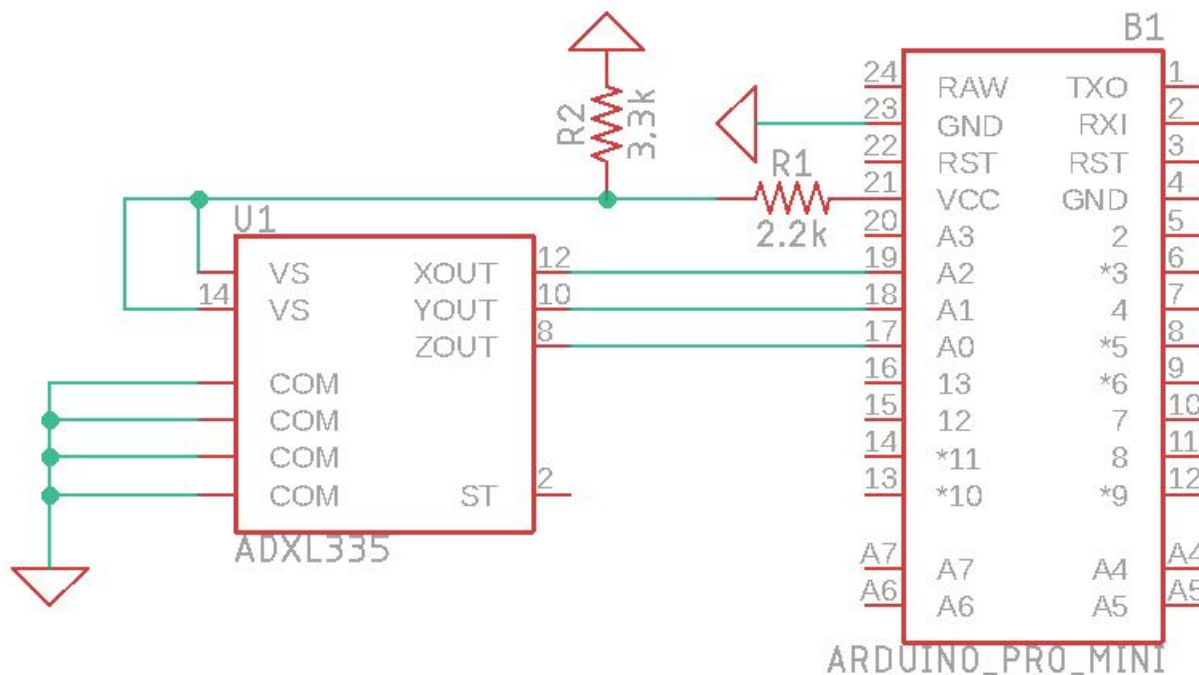 B1
24 RAW TXO 1
23 GND RXI 2
22 RST RST 3
21 VCC GND 4
20 A3 2 5
19 A2 *3 6
18 A1 4 7
17 A0 *5 8
16 13 *6 9
15 12 7 10
14 *11 8 11
13 *10 *9 12
A7 A7 A4 A4
A6 A6 A5 A5
ARDUINO_PRO_MINI
R2
3.3k
R1
2.2k
U1
VS XOUT 12
14 VS YOUT 10
ZOUT 8
COM
COM
COM
COM ST 2
ADXL335